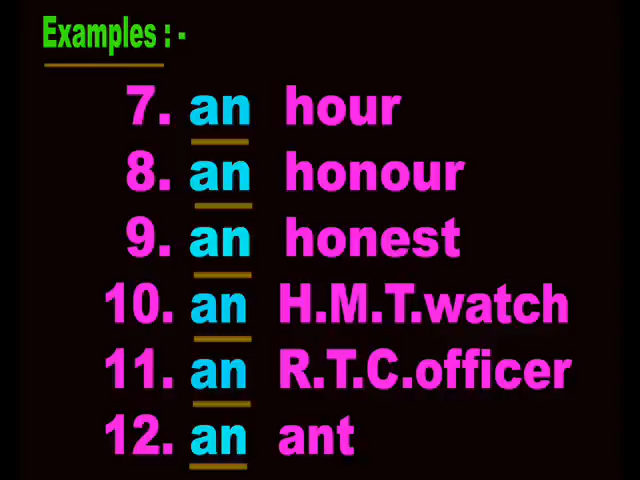 Examples : -
7. an hour
8. an honour
9. an honest
10. an H.M.T.watch
11. an R.T.C.officer
12. an ant